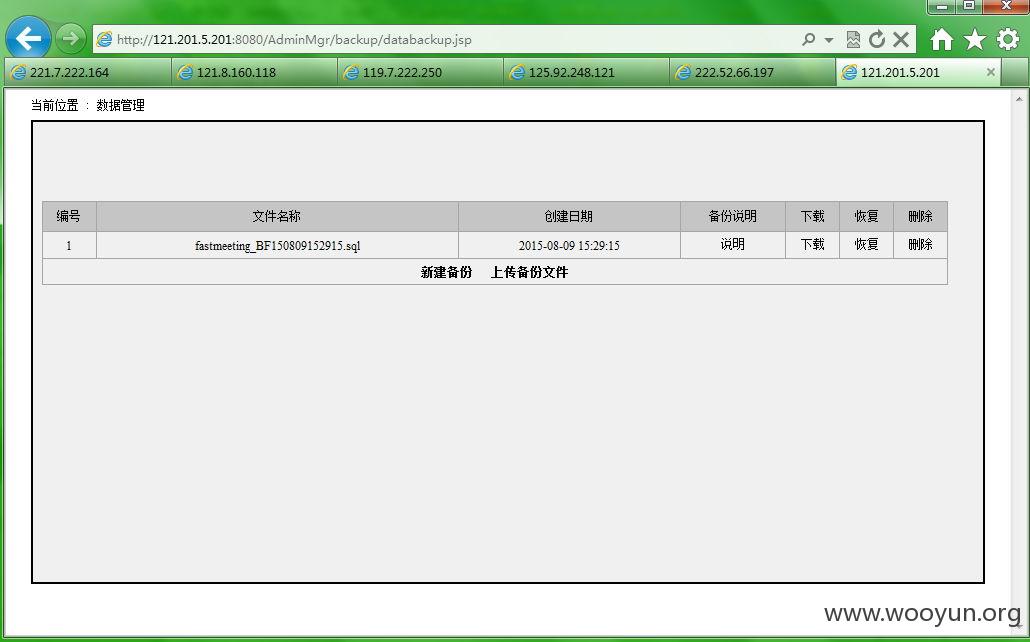 http://121.201.5.201:8080/AdminMgr/backup/databackup.jsp
221.7.222.164 121.8.160.118 119.7.222.250 125.92.248.121 222.52.66.197 121.201.5.201
当前位置 : 数据管理
编号 文件名称 创建日期 备份说明 下载 恢复 删除
1 fastmeeting_BF150809152915.sql 2015-08-09 15:29:15 说明 下载 恢复 删除
新建备份 上传备份文件
www.wooyun.org